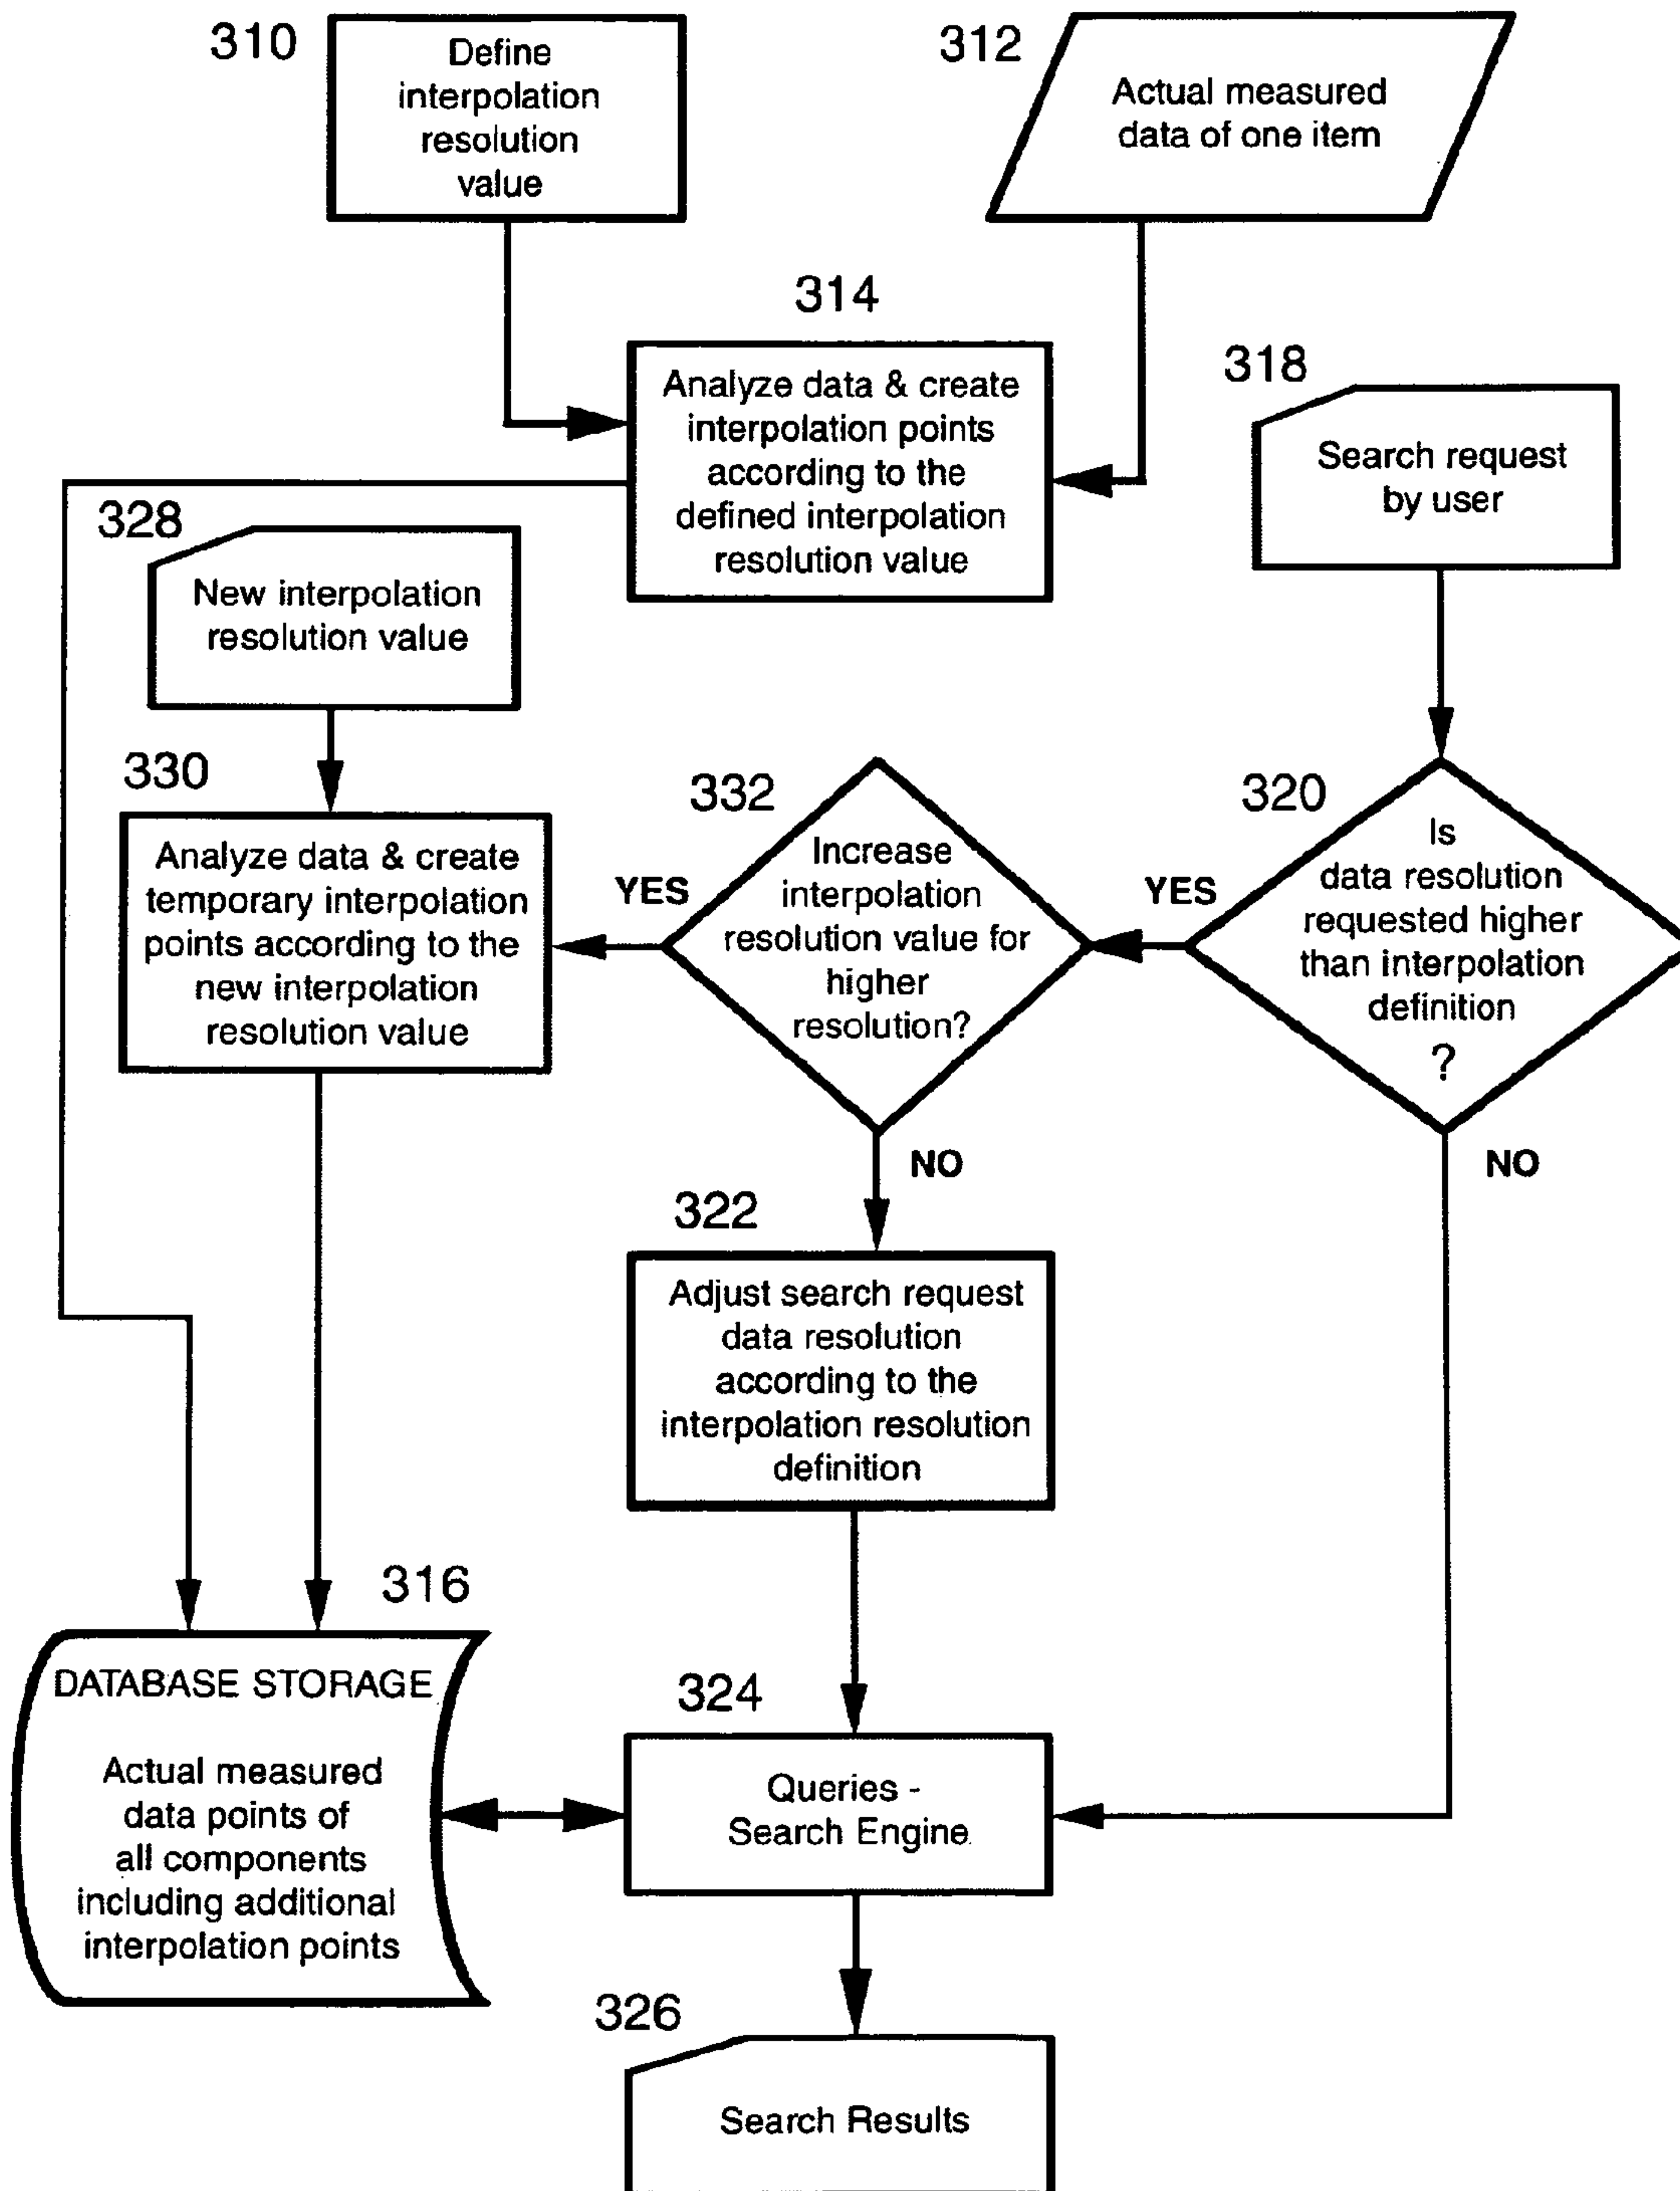 310
Define
interpolation
resolution
value
312
Actual measured
data of one item
314
Analyze data & create
interpolation points
according to the
defined interpolation
resolution value
318
Search request
by user
328
New interpolation
resolution value
330
Analyze data & create
temporary interpolation
points according to the
new interpolation
resolution value
YES
332
Increase
interpolation
resolution value for
higher
resolution?
YES
320
Is
data resolution
requested higher
than interpolation
definition
?
NO
NO
322
Adjust search request
data resolution
according to the
interpolation resolution
definition
316
DATABASE STORAGE
Actual measured
data points of
all components
including additional
interpolation points
324
Queries -
Search Engine
326
Search Results